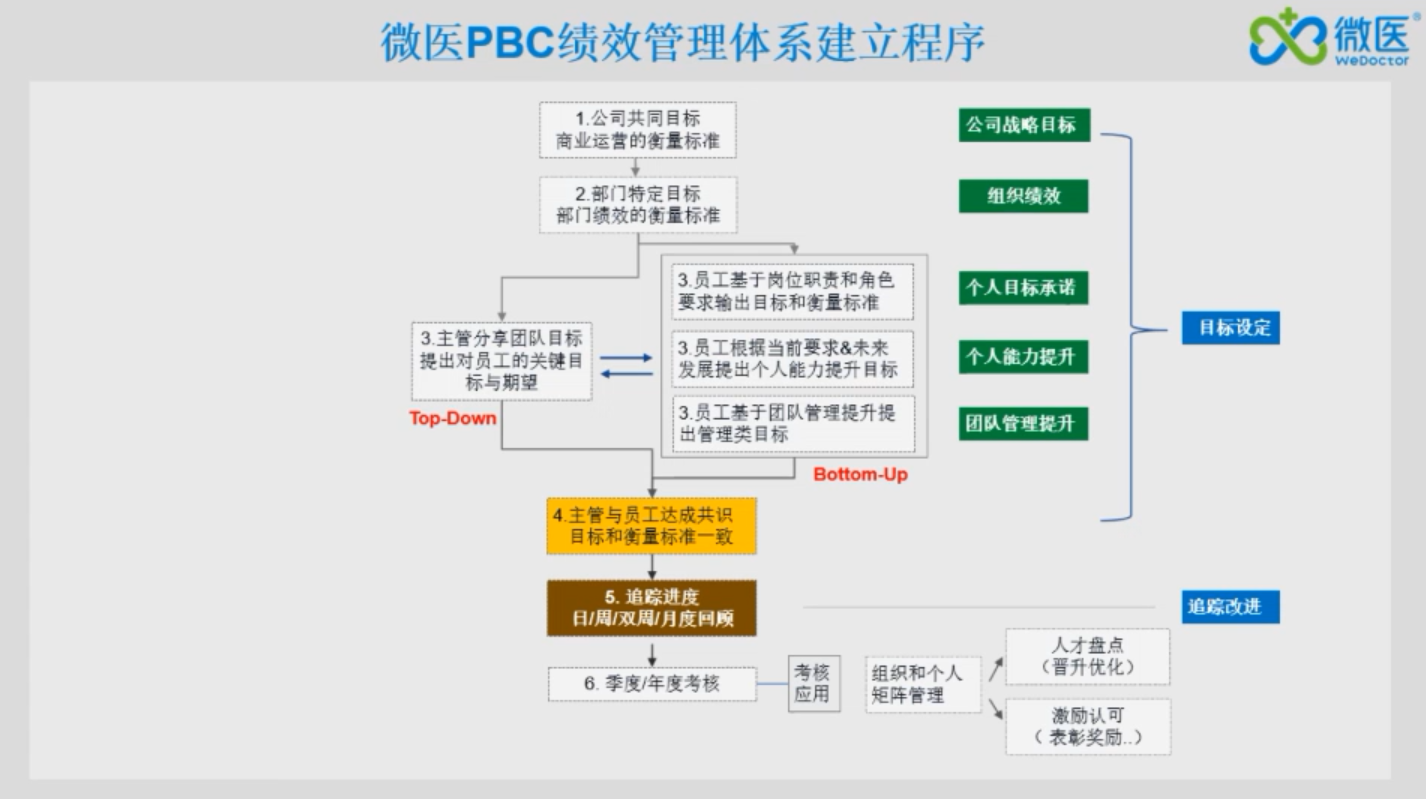 微医PBC绩效管理体系建立程序
微医®
WeDoctor
1.公司共同目标
商业运营的衡量标准
公司战略目标
2.部门特定目标
部门绩效的衡量标准
组织绩效
3.员工基于岗位职责和角色
要求输出目标和衡量标准
个人目标承诺
目标设定
3.主管分享团队目标
提出对员工的关键目
标与期望
3.员工根据当前要求&未来
发展提出个人能力提升目标
个人能力提升
Top-Down
3.员工基于团队管理提升提
出管理类目标
团队管理提升
Bottom-Up
4.主管与员工达成共识
目标和衡量标准一致
5. 追踪进度
日/周/双周/月度回顾
追踪改进
6. 季度/年度考核
考核
应用
组织和个人
矩阵管理
人才盘点
（晋升优化）
激励认可
（ 表彰奖励..）